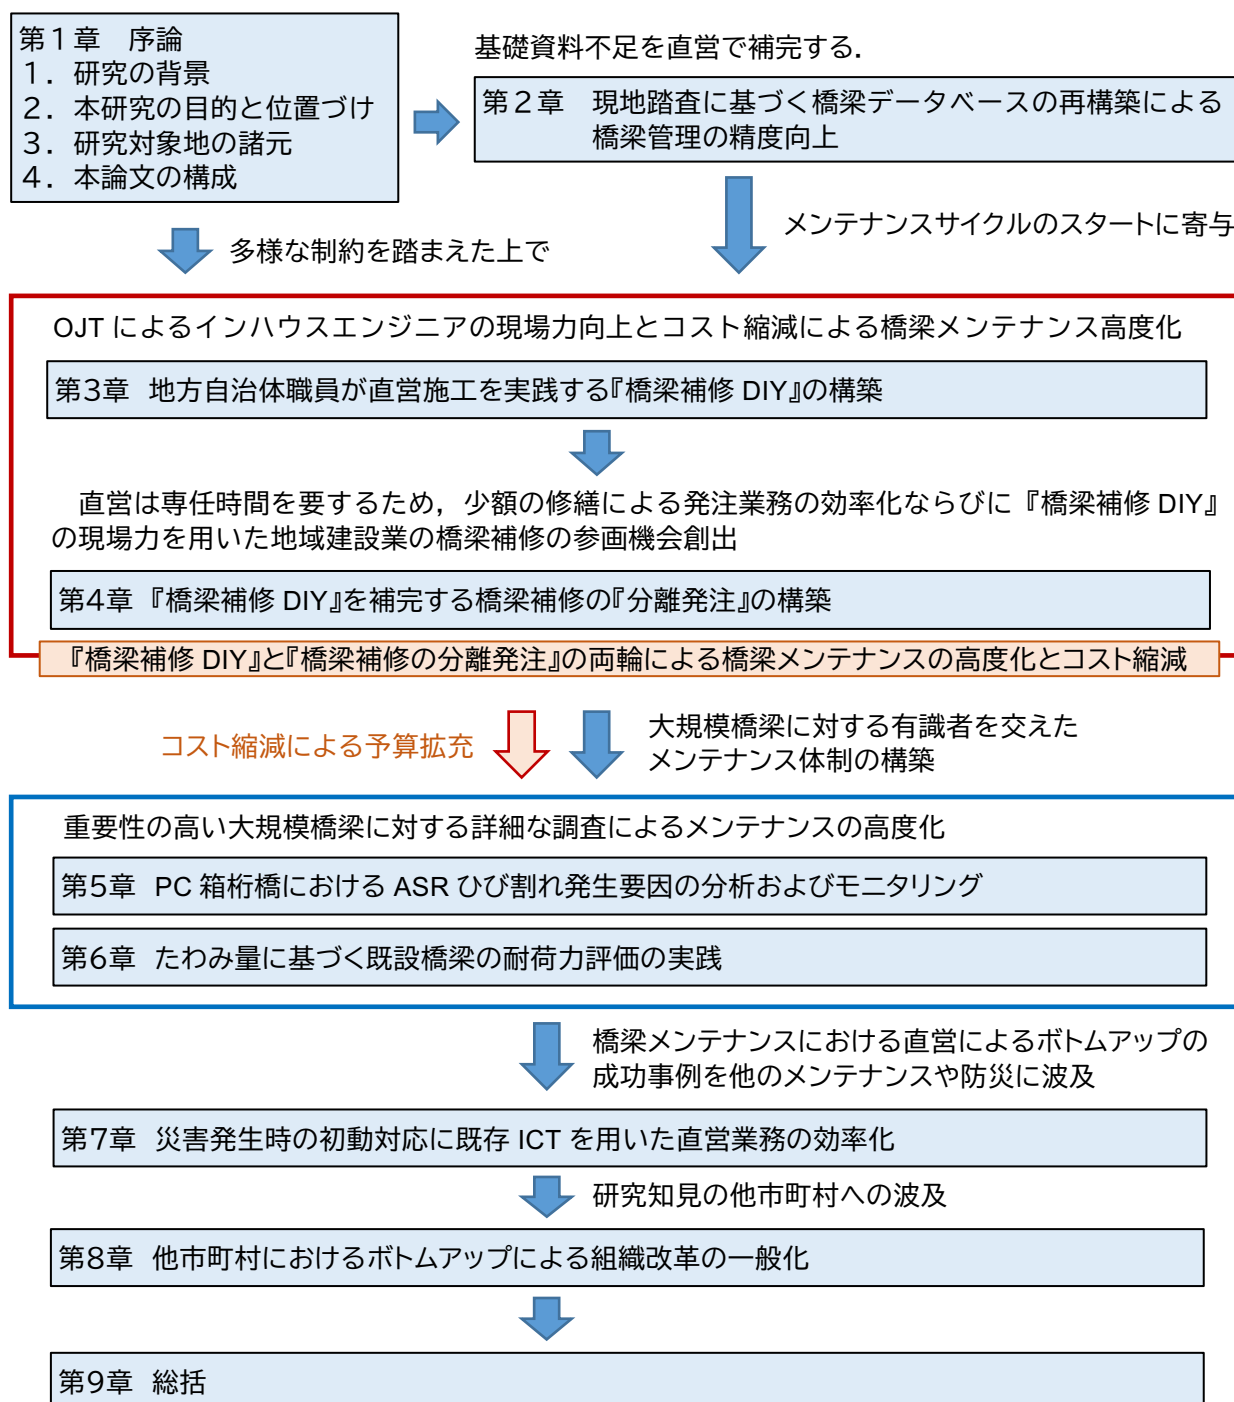 第1章　序論
1．研究の背景
2．本研究の目的と位置づけ
3．研究対象地の諸元
4．本論文の構成
基礎資料不足を直営で補完する．
第2章　現地踏査に基づく橋梁データベースの再構築による
橋梁管理の精度向上
多様な制約を踏まえた上で
メンテナンスサイクルのスタートに寄与
OJT によるインハウスエンジニアの現場力向上とコスト縮減による橋梁メンテナンス高度化
第3章　地方自治体職員が直営施工を実践する『橋梁補修 DIY』の構築
直営は専任時間を要するため，少額の修繕による発注業務の効率化ならびに『橋梁補修 DIY』
の現場力を用いた地域建設業の橋梁補修の参画機会創出
第4章 『橋梁補修 DIY』を補完する橋梁補修の『分離発注』の構築
『橋梁補修 DIY』と『橋梁補修の分離発注』の両輪による橋梁メンテナンスの高度化とコスト縮減
コスト縮減による予算拡充
大規模橋梁に対する有識者を交えた
メンテナンス体制の構築
重要性の高い大規模橋梁に対する詳細な調査によるメンテナンスの高度化
第5章　PC 箱桁橋における ASR ひび割れ発生要因の分析およびモニタリング
第6章　たわみ量に基づく既設橋梁の耐荷力評価の実践
橋梁メンテナンスにおける直営によるボトムアップの
成功事例を他のメンテナンスや防災に波及
第7章　災害発生時の初動対応に既存 ICT を用いた直営業務の効率化
研究知見の他市町村への波及
第8章　他市町村におけるボトムアップによる組織改革の一般化
第9章　総括